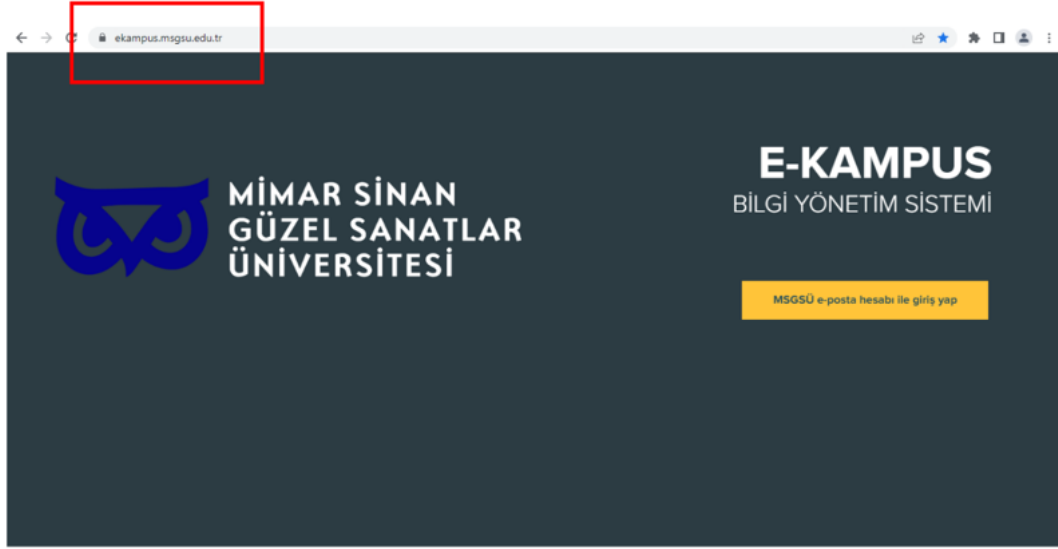 ekampus.msgsu.edu.tr
MİMAR SİNAN
GÜZEL SANATLAR
ÜNİVERSİTESİ
E-KAMPUS
BİLGİ YÖNETİM SİSTEMİ
MSGSÜ e-posta hesabı ile giriş yap